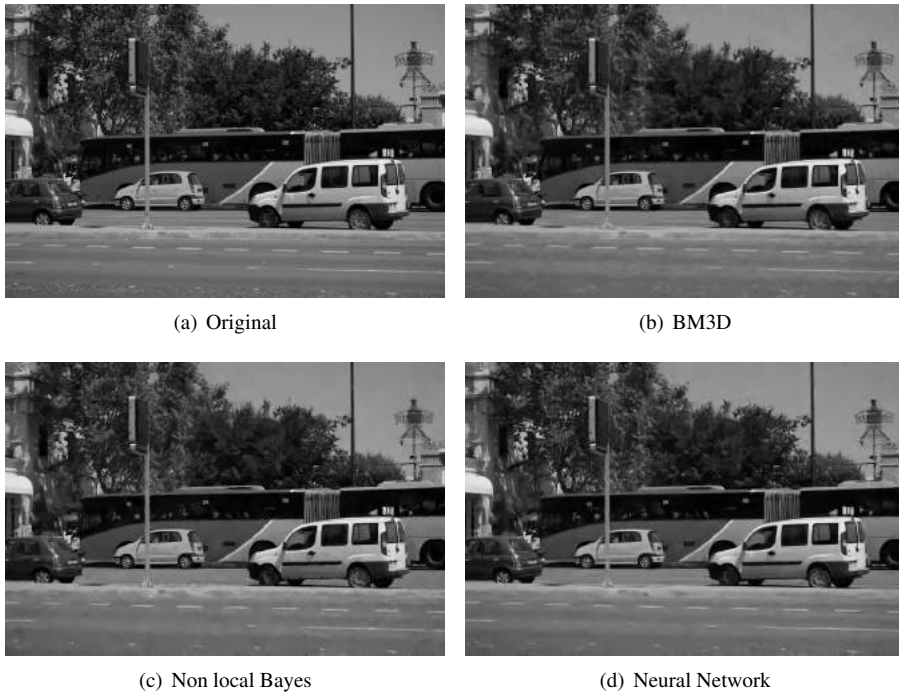 (a) Original
(b) BM3D
(c) Non local Bayes
(d) Neural Network